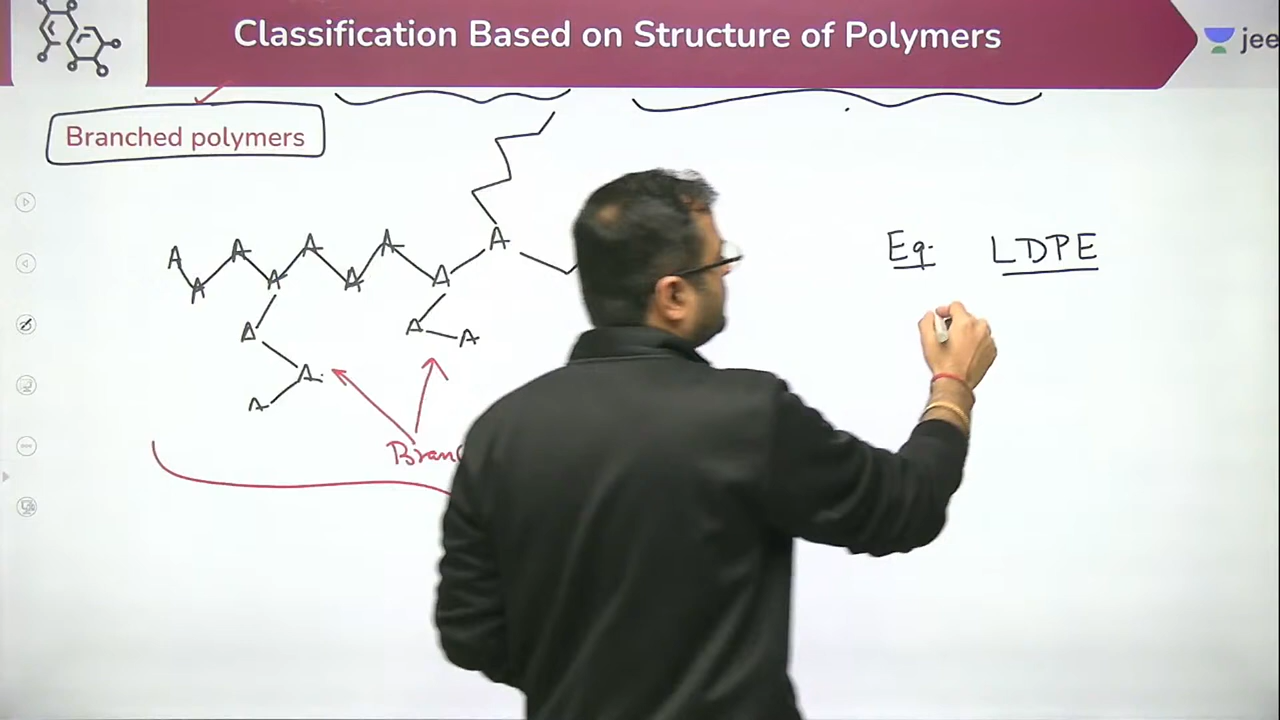 Classification Based on Structure of Polymers
jee
Branched polymers
A A A A A A A A A
A A A
A A
A
Eg. LDPE